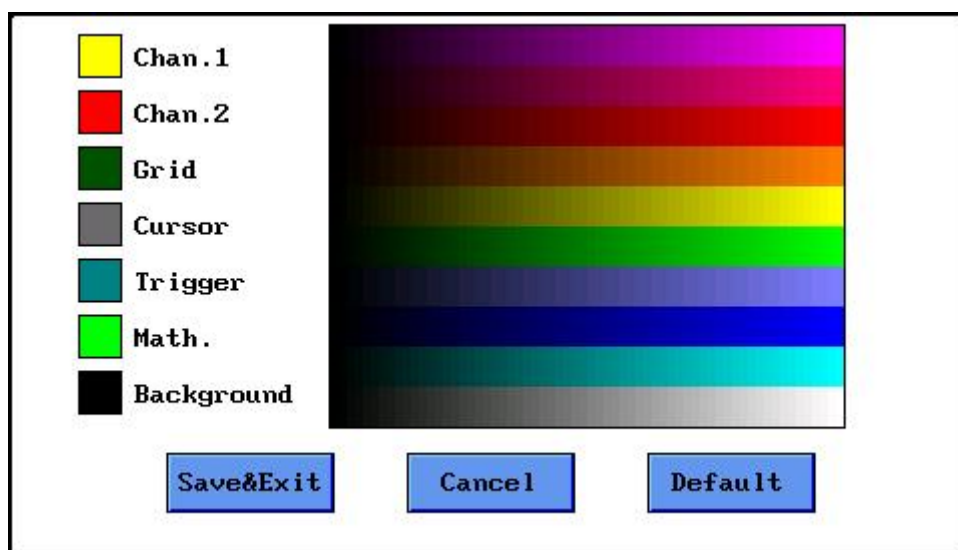 Chan.1
Chan.2
Grid
Cursor
Trigger
Math.
Background
Save&Exit
Cancel
Default